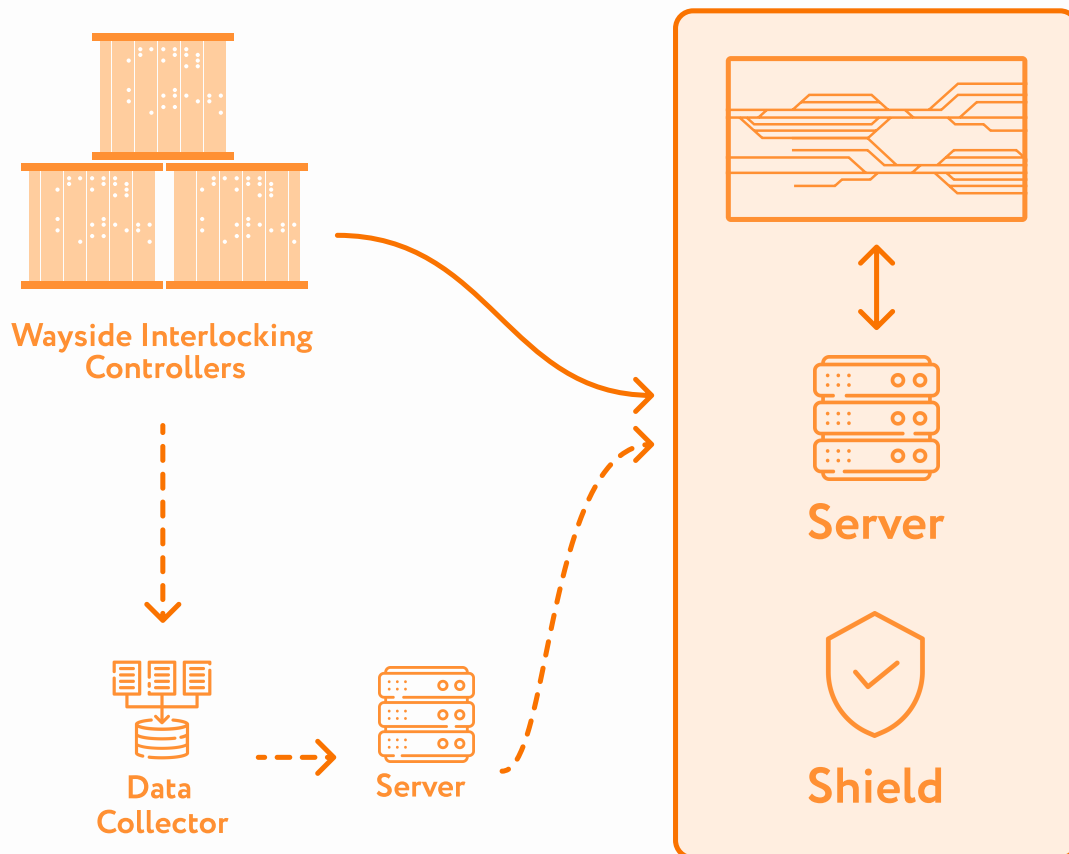 Wayside Interlocking
Controllers
Server
Data
Collector
Server
Shield